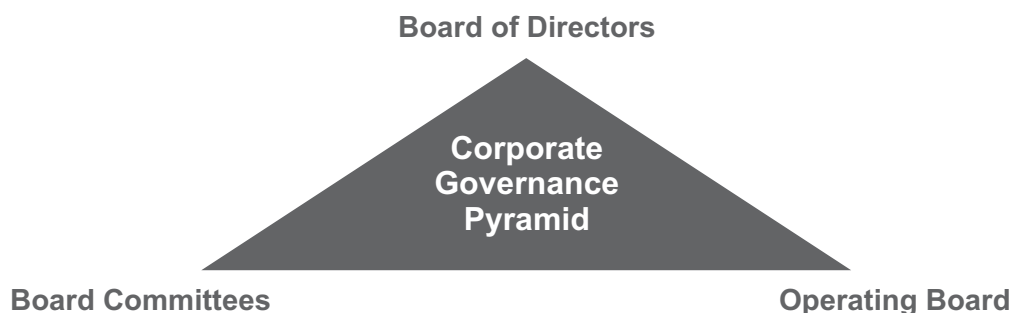 Board of Directors
Corporate
Governance
Pyramid
Board Committees
Operating Board